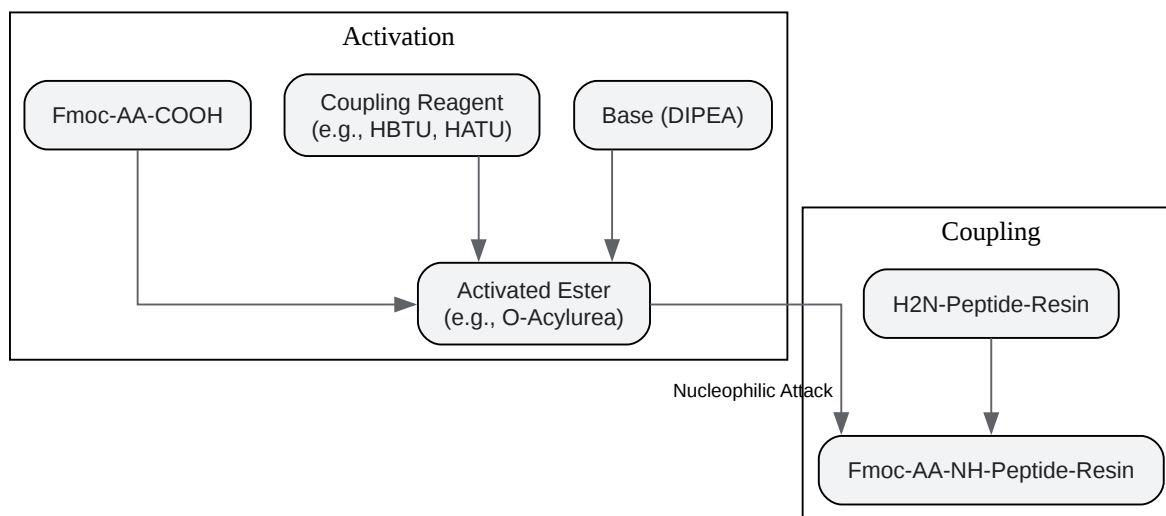 Activation
Fmoc-AA-COOH
Coupling Reagent
(e.g., HBTU, HATU)
Base (DIPEA)
Activated Ester
(e.g., O-Acylurea)
Coupling
H2N-Peptide-Resin
Nucleophilic Attack
Fmoc-AA-NH-Peptide-Resin